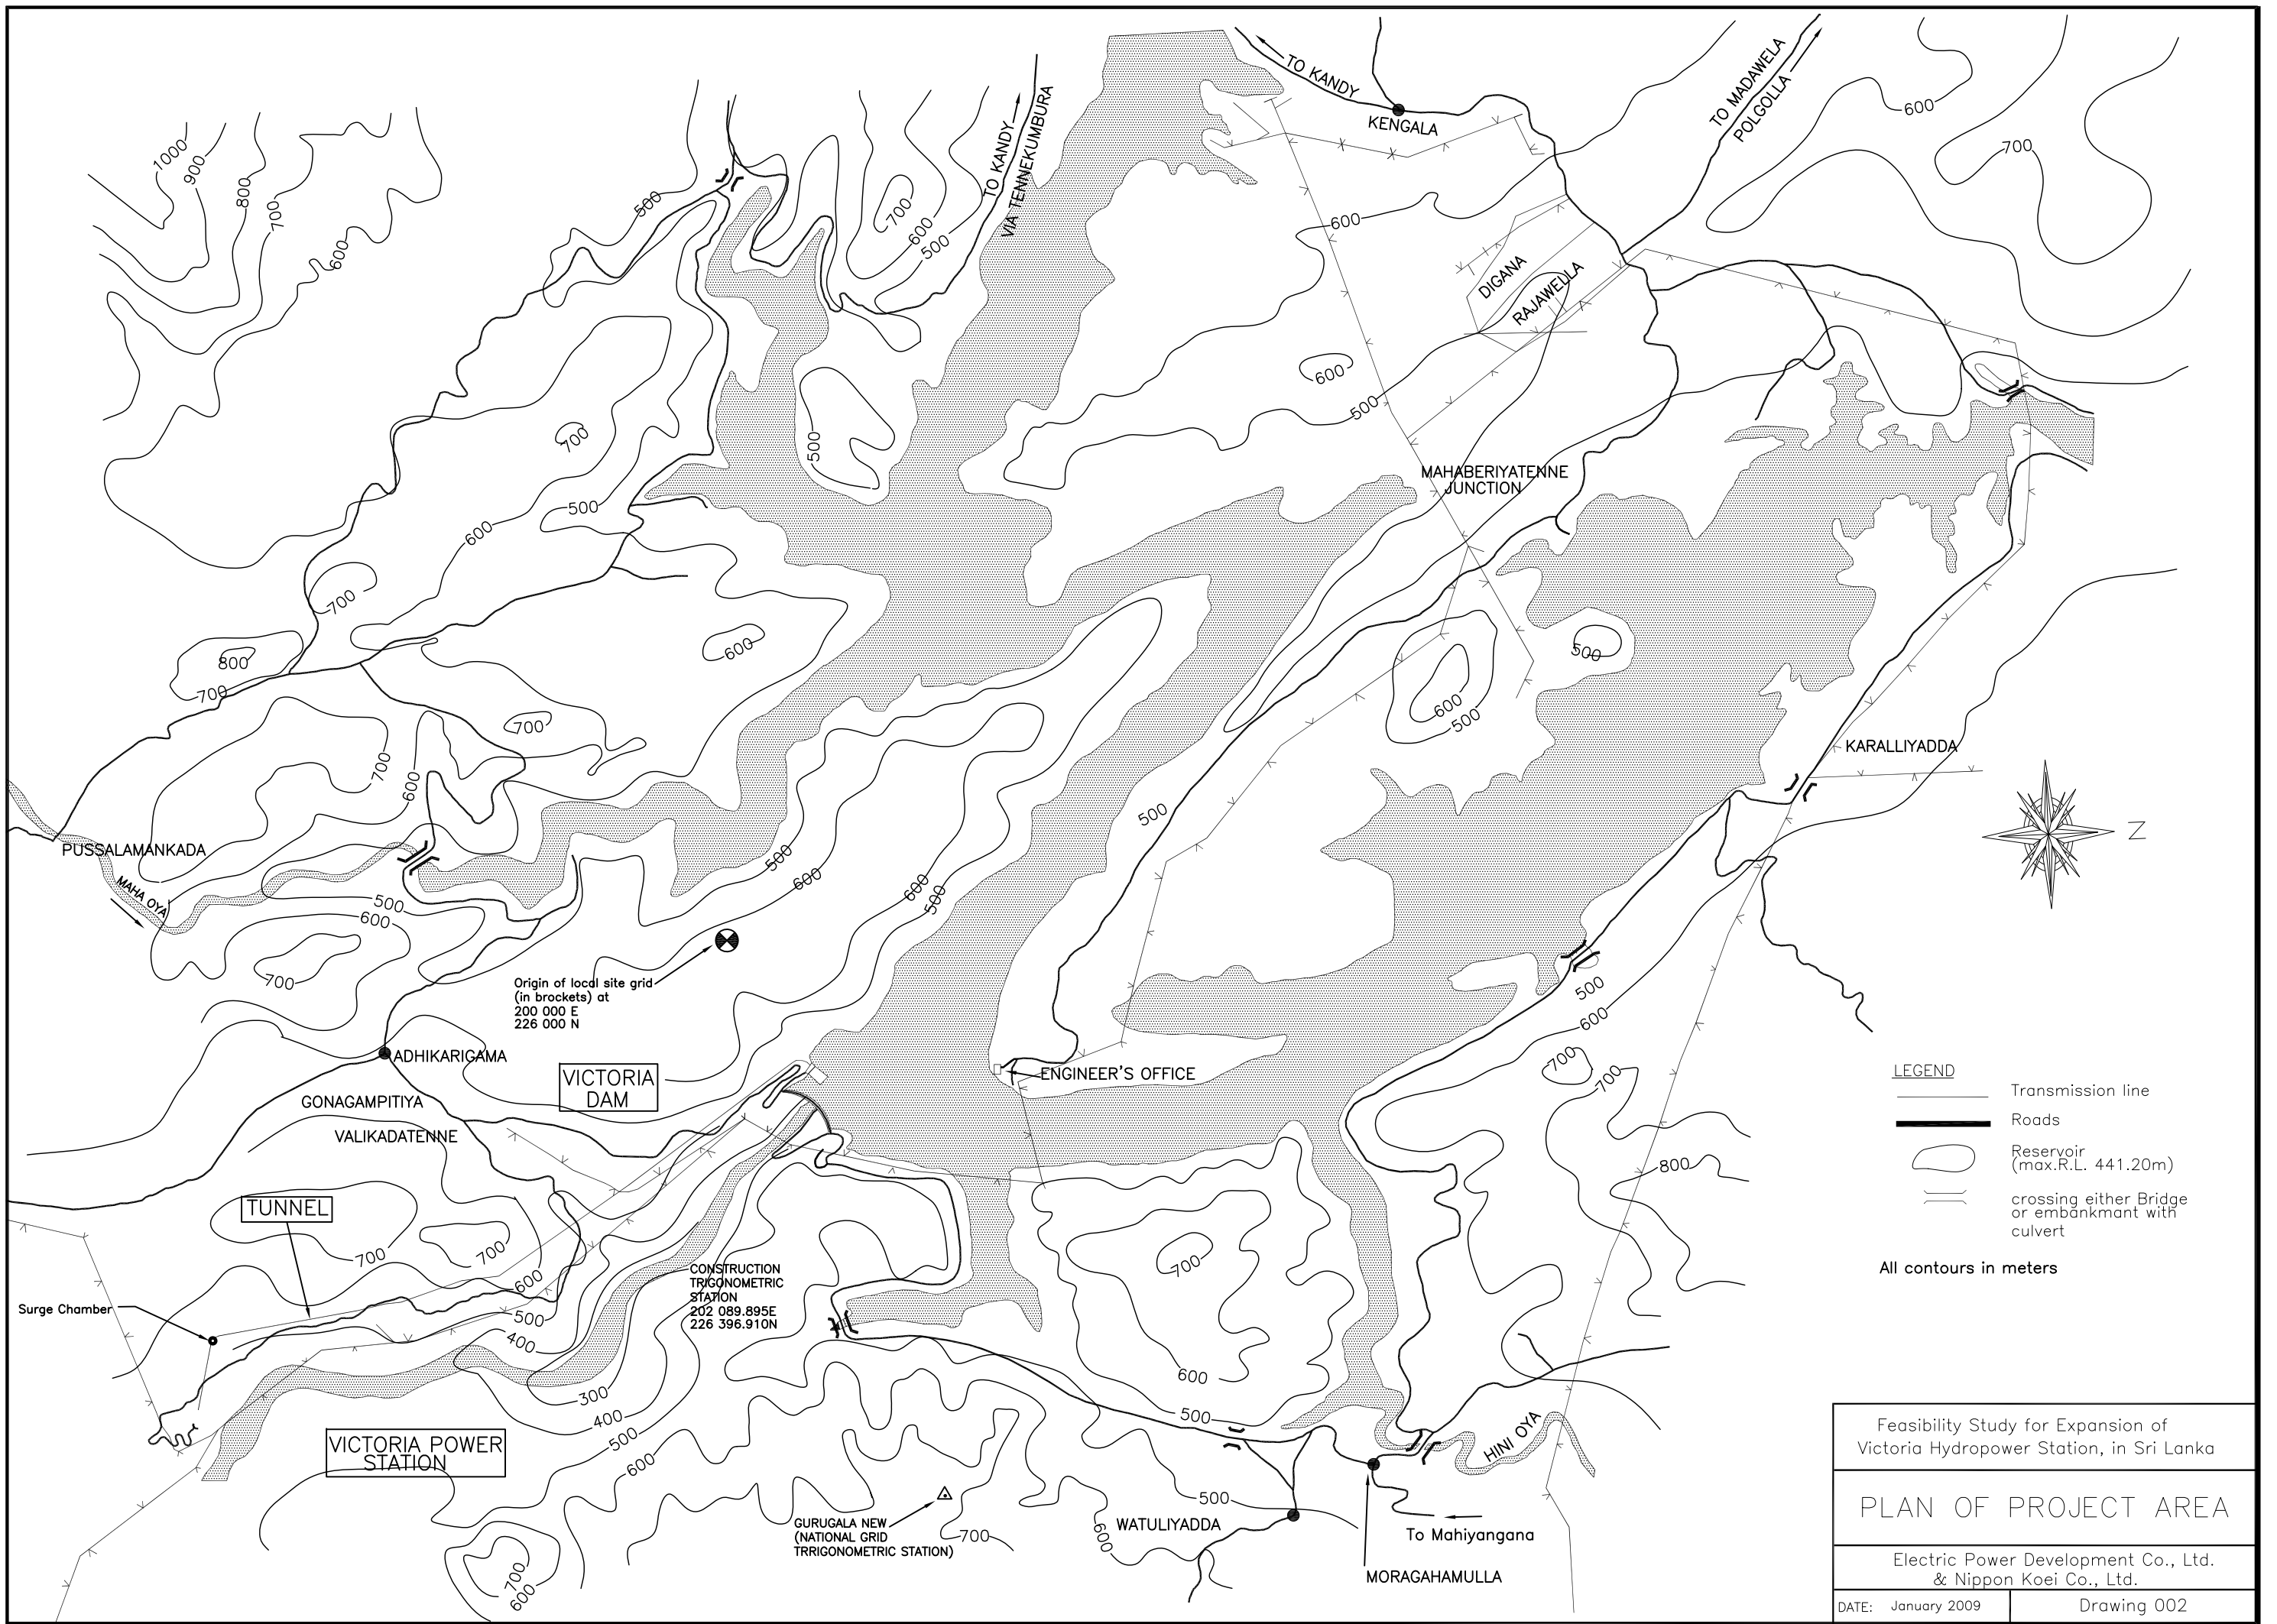 TO KANDY
KENGALA
TO MADAWELA
POLGOLLA
600
700
1000
900
800
700
600
500
700
600
500
TO KANDY
VIA TENNEKUMBURA
600
DIGANA
RAJAWELLA
600
500
700
500
MAHABERIYATENNE
JUNCTION
500
600
700
600
500
800
700
600
500
700
700
600
KARALLIYADDA
Z
500
PUSSALAMANKADA
MAHA OYA
500
600
600
500
500
600
700
Origin of local site grid
(in brockets) at
200 000 E
226 000 N
500
600
ADHIKARIGAMA
VICTORIA
DAM
ENGINEER'S OFFICE
700
700
GONAGAMPITIYA
VALIKADATENNE
800
LEGEND
Transmission line
Roads
Reservoir
(max.R.L. 441.20m)
crossing either Bridge
or embankmant with
culvert
All contours in meters
TUNNEL
700
700
600
500
400
700
CONSTRUCTION
TRIGONOMETRIC
STATION
202 089.895E
226 396.910N
Surge Chamber
300
400
500
600
600
500
VICTORIA POWER
STATION
HINI OYA
GURUGALA NEW
(NATIONAL GRID
TRRIGONOMETRIC STATION)
700
600
500
WATULIYADDA
To Mahiyangana
MORAGAHAMULLA
700
600
Feasibility Study for Expansion of
Victoria Hydropower Station, in Sri Lanka
PLAN OF PROJECT AREA
Electric Power Development Co., Ltd.
& Nippon Koei Co., Ltd.
DATE: January 2009
Drawing 002